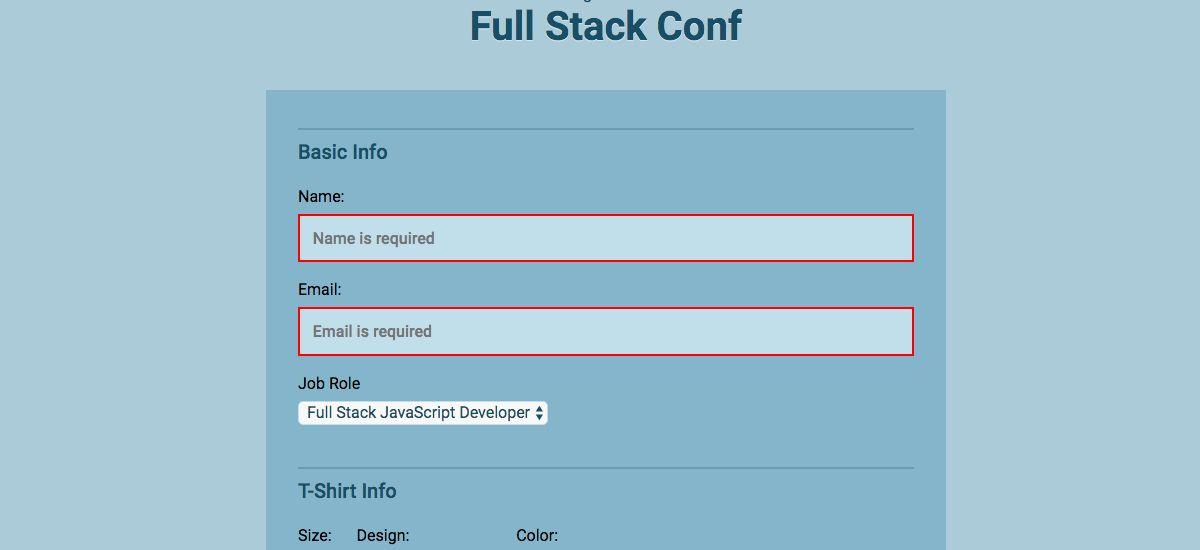 Full Stack Conf
Basic Info
Name:
Name is required
Email:
Email is required
Job Role
Full Stack JavaScript Developer
T-Shirt Info
Size: Design: Color: